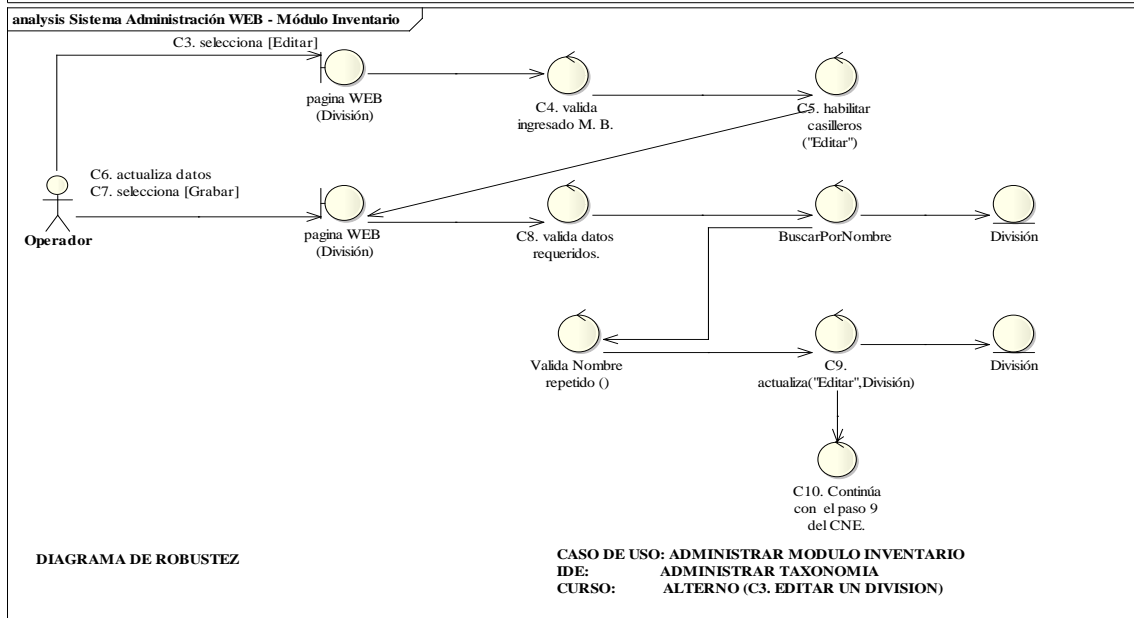 analysis Sistema Administración WEB - Módulo Inventario
C3. selecciona [Editar]
pagina WEB
(División)
C4. valida
ingresado M. B.
C5. habilitar
casilleros
("Editar")
C6. actualiza datos
C7. selecciona [Grabar]
Operador
pagina WEB
(División)
C8. valida datos
requeridos.
BuscarPorNombre
División
Valida Nombre
repetido ()
C9.
actualiza("Editar",División)
División
C10. Continúa
con el paso 9
del CNE.
DIAGRAMA DE ROBUSTEZ
CASO DE USO: ADMINISTRAR MODULO INVENTARIO
IDE: ADMINISTRAR TAXONOMIA
CURSO: ALTERNO (C3. EDITAR UN DIVISION)